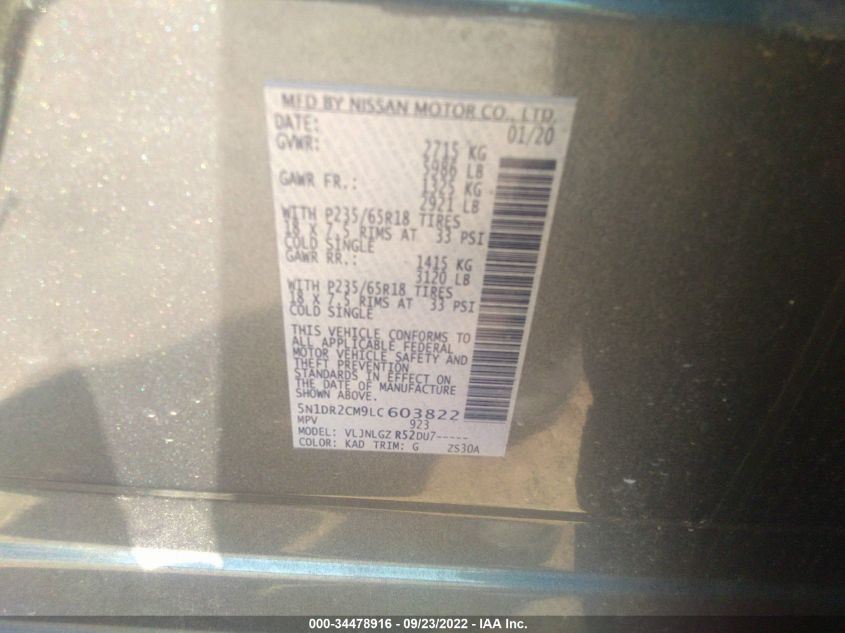 MFD BY NISSAN MOTOR CO., LTD.
DATE: 01/20
GVWR: 2715 KG
5986 LB
GAWR FR.: 1325 KG
2921 LB
WITH P235/65R18 TIRES
18 X 7.5 RIMS AT 33 PSI
COLD SINGLE
GAWR RR.: 1415 KG
3120 LB
WITH P235/65R18 TIRES
18 X 7.5 RIMS AT 33 PSI
COLD SINGLE
THIS VEHICLE CONFORMS TO
ALL APPLICABLE FEDERAL
MOTOR VEHICLE SAFETY AND
THEFT PREVENTION
STANDARDS IN EFFECT ON
THE DATE OF MANUFACTURE
SHOWN ABOVE.
5N1DR2CM9LC603822
MPV 923
MODEL: VLJNLGZ R52DU7-----
COLOR: KAD TRIM: G ZS30A
000-34478916 - 09/23/2022 - IAA Inc.